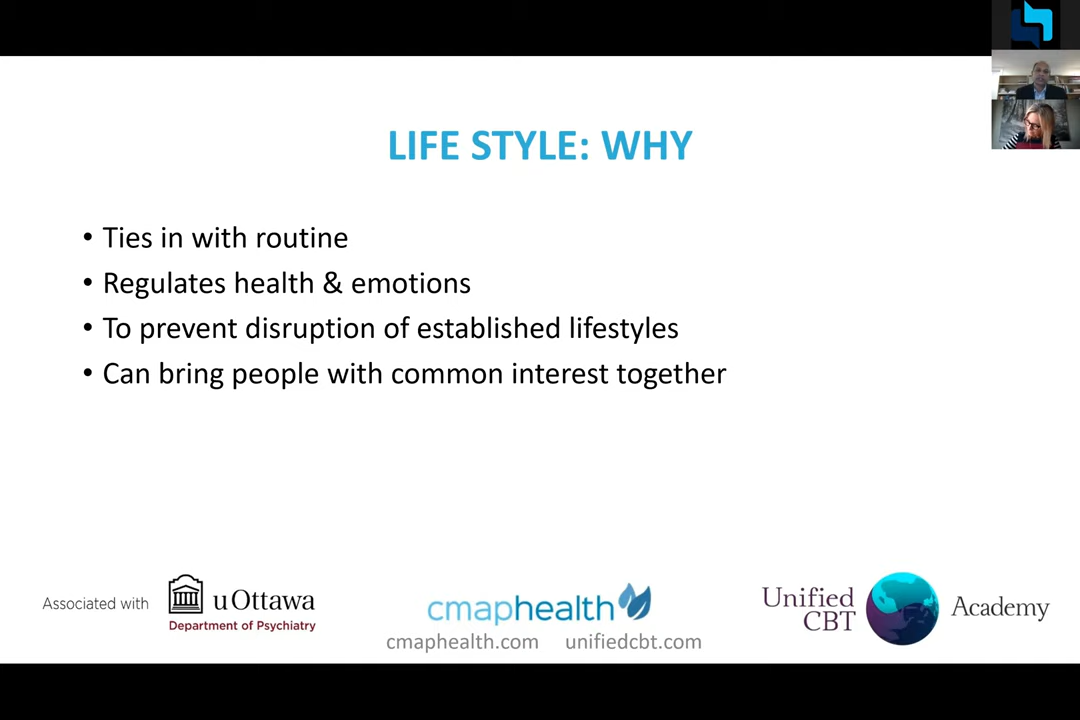 LIFE STYLE: WHY
• Ties in with routine
• Regulates health & emotions
• To prevent disruption of established lifestyles
• Can bring people with common interest together
Associated with
uOttawa
Department of Psychiatry
cmaphealth
cmaphealth.com unifiedcbt.com
Unified
CBT
Academy